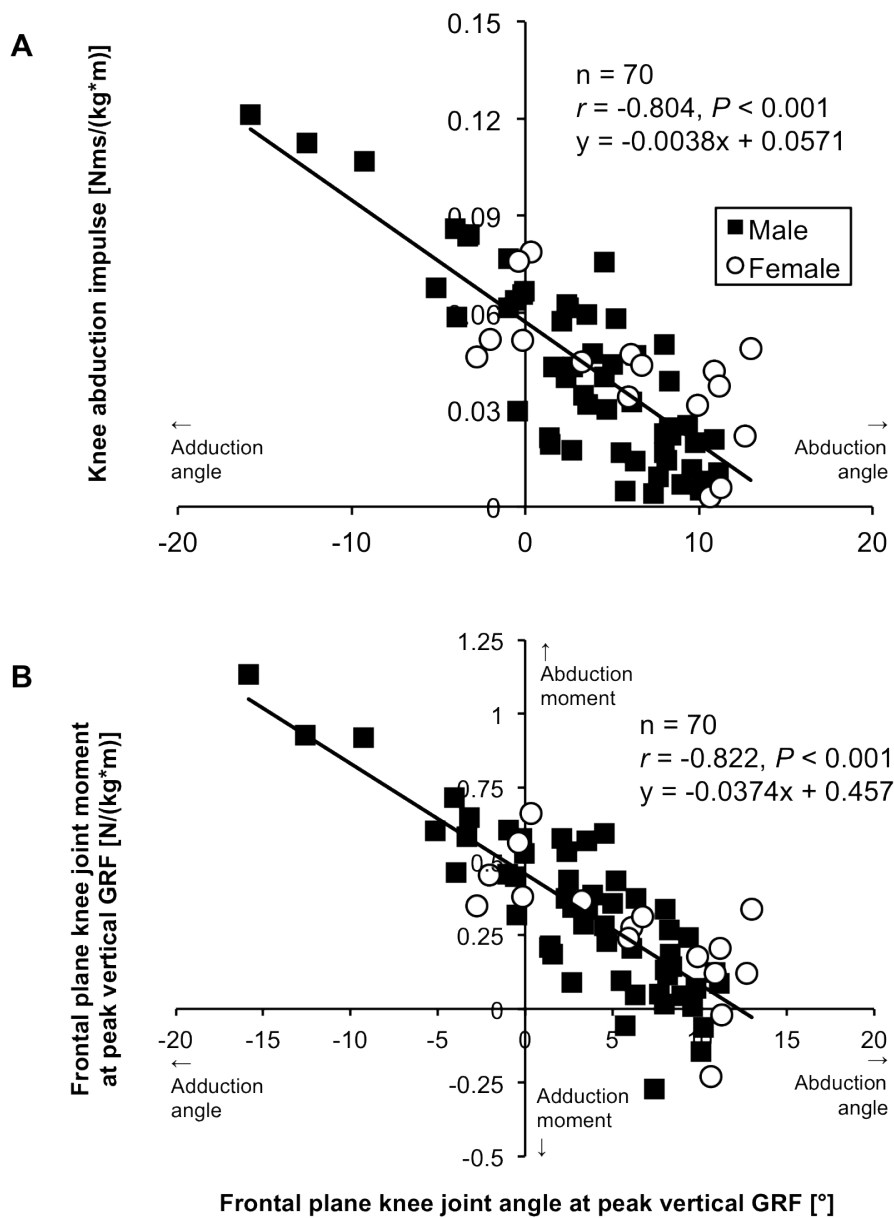 A
Knee abduction impulse [Nms/(kg*m)]
0.15
0.12
0.09
0.06
0.03
0
n = 70
r = -0.804, P < 0.001
y = -0.0038x + 0.0571
Male
Female
←
Adduction
angle
→
Abduction
angle
-20
-10
0
10
20
B
Frontal plane knee joint moment
at peak vertical GRF [N/(kg*m)]
1.25
1
0.75
0.5
0.25
0
-0.25
-0.5
↑
Abduction
moment
n = 70
r = -0.822, P < 0.001
y = -0.0374x + 0.457
-20
-15
-10
-5
0
5
10
15
20
←
Adduction
angle
Adduction
moment
↓
→
Abduction
angle
Frontal plane knee joint angle at peak vertical GRF [°]